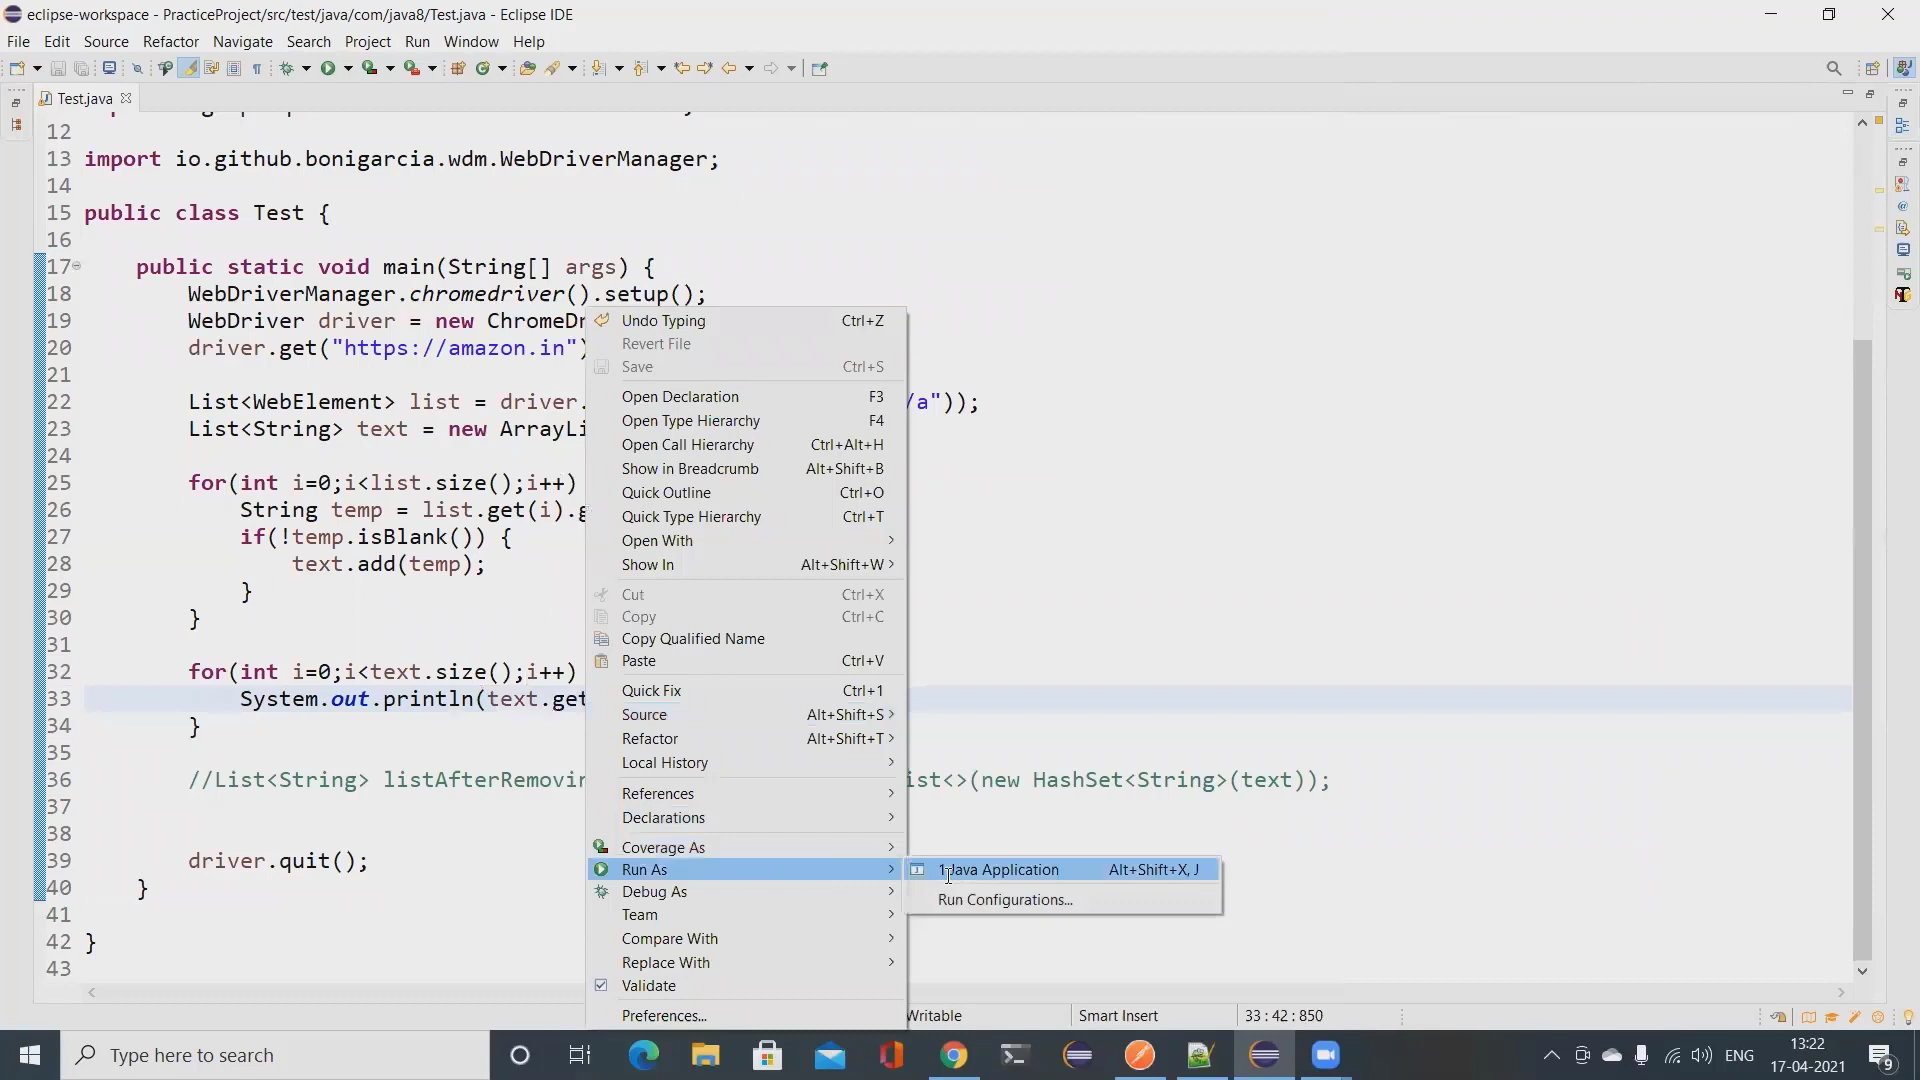 eclipse-workspace - PracticeProject/src/test/java/com/java8/Test.java - Eclipse IDE
File Edit Source Refactor Navigate Search Project Run Window Help
Test.java
12
13 import io.github.bonigarcia.wdm.WebDriverManager;
14
15 public class Test {
16
17 public static void main(String[] args) {
18 WebDriverManager.chromedriver().setup();
19 WebDriver driver = new ChromeDr
20 driver.get("https://amazon.in")
21
22 List<WebElement> list = driver. /a"));
23 List<String> text = new ArrayLi
24
25 for(int i=0;i<list.size();i++)
26 String temp = list.get(i).g
27 if(!temp.isBlank()) {
28 text.add(temp);
29 }
30 }
31
32 for(int i=0;i<text.size();i++)
33 System.out.println(text.get
34 }
35
36 //List<String> listAfterRemovin ist<>(new HashSet<String>(text));
37
38
39 driver.quit();
40 }
41
42 }
43
Undo Typing Ctrl+Z
Revert File
Save Ctrl+S
Open Declaration F3
Open Type Hierarchy F4
Open Call Hierarchy Ctrl+Alt+H
Show in Breadcrumb Alt+Shift+B
Quick Outline Ctrl+O
Quick Type Hierarchy Ctrl+T
Open With
Show In Alt+Shift+W
Cut Ctrl+X
Copy Ctrl+C
Copy Qualified Name
Paste Ctrl+V
Quick Fix Ctrl+1
Source Alt+Shift+S
Refactor Alt+Shift+T
Local History
References
Declarations
Coverage As
Run As
Debug As
Team
Compare With
Replace With
Validate
Preferences...
1 Java Application Alt+Shift+X, J
Run Configurations...
Writable Smart Insert 33 : 42 : 850
Type here to search
ENG
13:22
17-04-2021
9